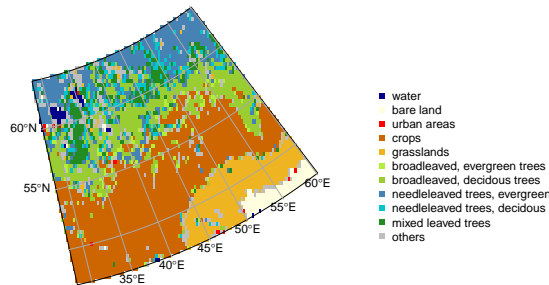 60°N
55°N
35°E
40°E
45°E
50°E
55°E
60°E
water
bare land
urban areas
crops
grasslands
broadleaved, evergreen trees
broadleaved, decidous trees
needleleaved trees, evergreen
needleleaved trees, decidous
mixed leaved trees
others